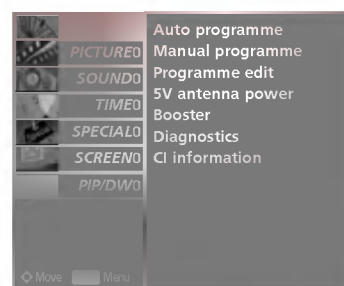 PICTURE
SOUND
TIME
SPECIAL
SCREEN
PIP/DW
Auto programme
Manual programme
Programme edit
5V antenna power
Booster
Diagnostics
CI information
Move Menu